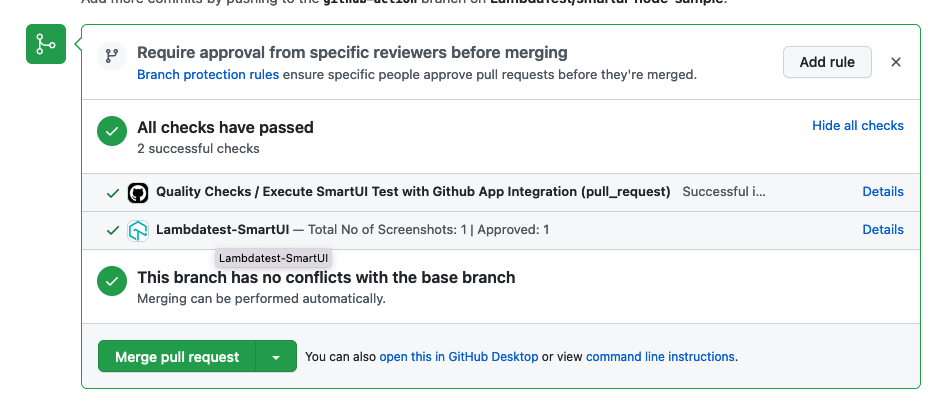 Add more commits by pushing to the github-action branch on LambdaTest/smartui-node-sample.
Require approval from specific reviewers before merging
Branch protection rules ensure specific people approve pull requests before they're merged.
Add rule
All checks have passed
2 successful checks
Hide all checks
Quality Checks / Execute SmartUI Test with Github App Integration (pull_request) Successful i...
Details
Lambdatest-SmartUI — Total No of Screenshots: 1 | Approved: 1
Details
Lambdatest-SmartUI
This branch has no conflicts with the base branch
Merging can be performed automatically.
Merge pull request
You can also open this in GitHub Desktop or view command line instructions.